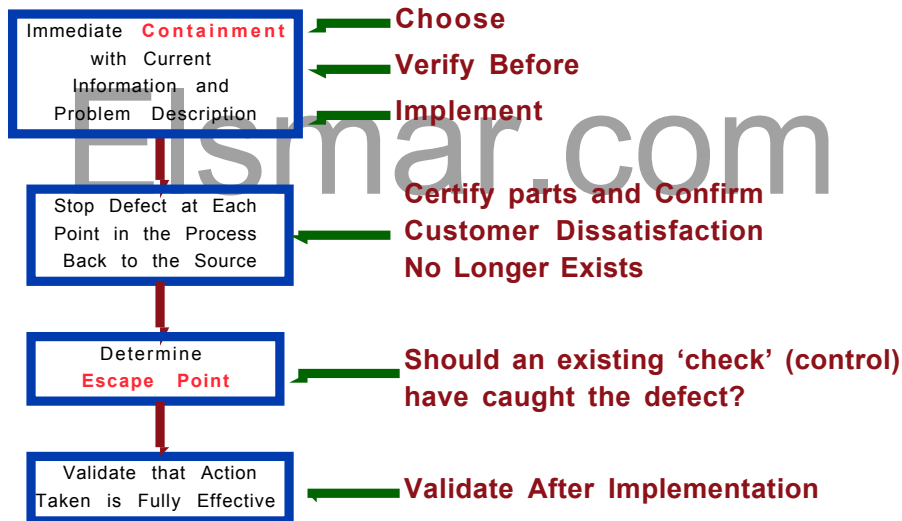 Immediate Containment
with Current
Information and
Problem Description
Choose
Verify Before
Implement
Elsmar.com
Stop Defect at Each
Point in the Process
Back to the Source
Certify parts and Confirm
Customer Dissatisfaction
No Longer Exists
Determine
Escape Point
Should an existing ‘check’ (control)
have caught the defect?
Validate that Action
Taken is Fully Effective
Validate After Implementation